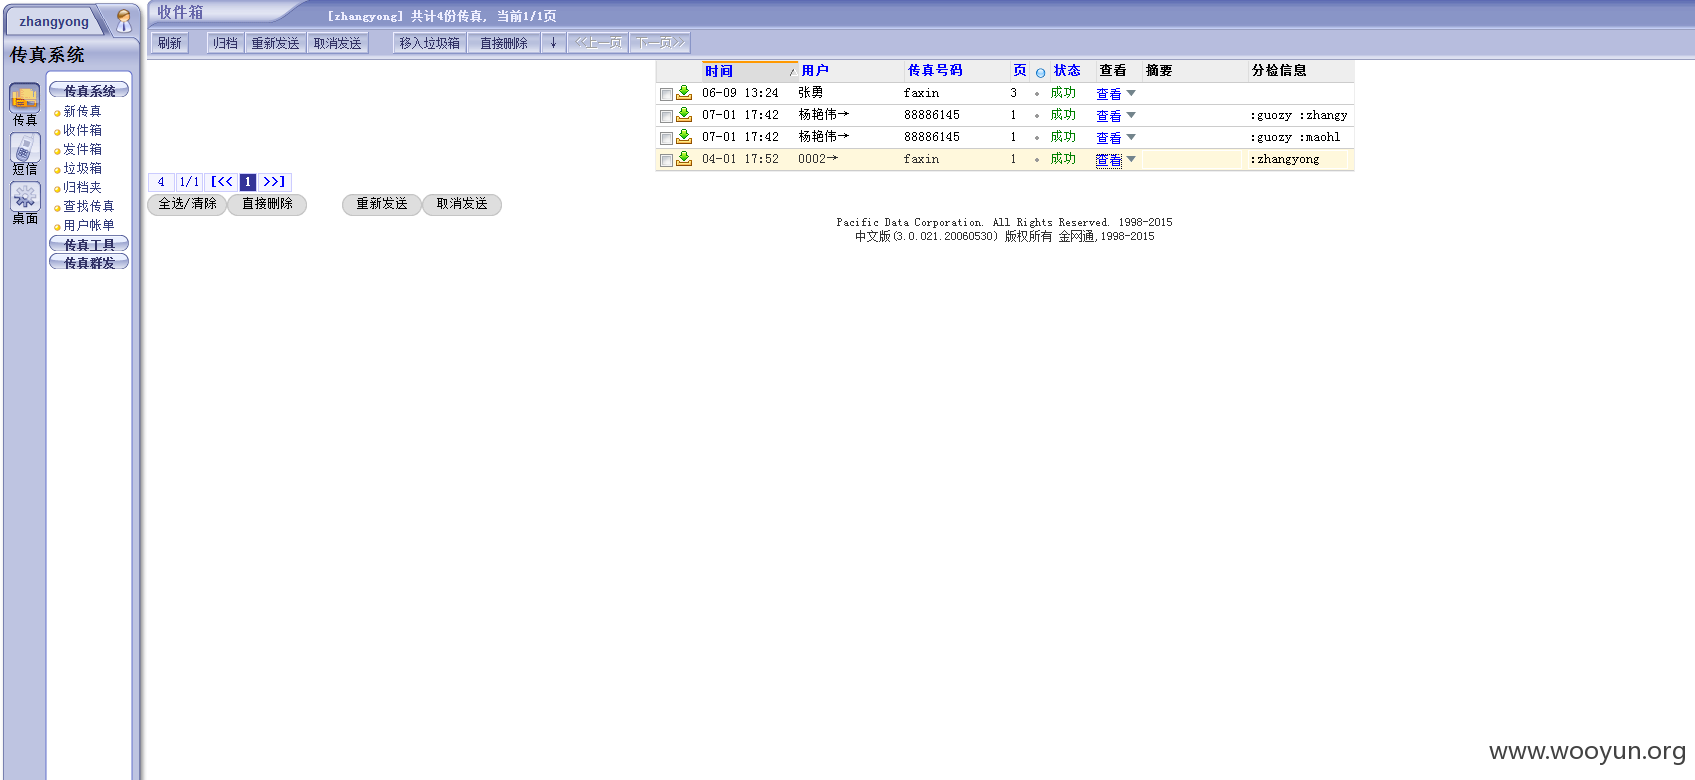 zhangyong
传真系统
传真
短信
桌面
传真系统
新传真
收件箱
发件箱
垃圾箱
归档夹
查找传真
用户帐单
传真工具
传真群发
收件箱
[zhangyong] 共计4份传真, 当前1/1页
刷新 归档 重新发送 取消发送 移入垃圾箱 直接删除 ↓ <<上一页 下一页>>
时间 用户 传真号码 页 状态 查看 摘要 分检信息
06-09 13:24 张勇 faxin 3 成功 查看
07-01 17:42 杨艳伟→ 88886145 1 成功 查看 :guozy :zhangy
07-01 17:42 杨艳伟→ 88886145 1 成功 查看 :guozy :maohl
04-01 17:52 0002→ faxin 1 成功 查看 :zhangyong
4 1/1 [<< 1 >>]
全选/清除 直接删除 重新发送 取消发送
Pacific Data Corporation. All Rights Reserved. 1998-2015
中文版(3.0.021.20060530) 版权所有 金网通,1998-2015
www.wooyun.org